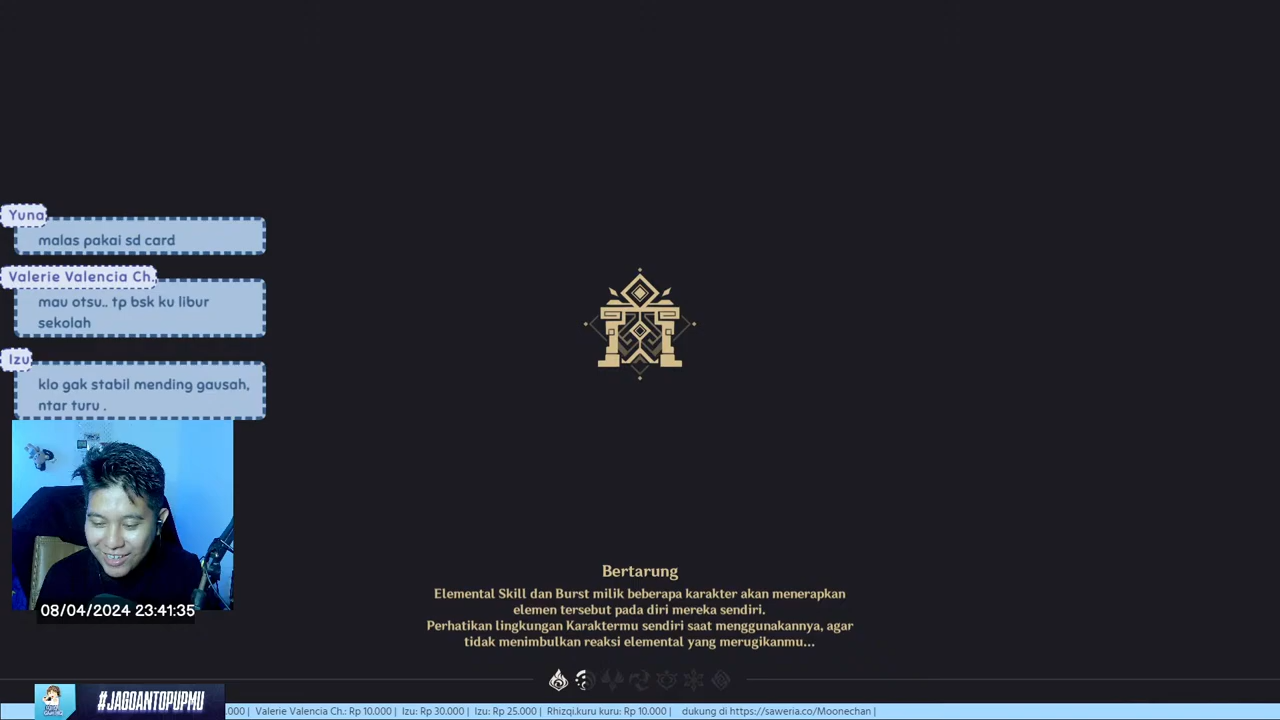 Yuna
malas pakai sd card
Valerie Valencia Ch.
mau otsu.. tp bsk ku libur
sekolah
Izu
klo gak stabil mending gausah,
ntar turu .
08/04/2024 23:41:35
Bertarung
Elemental Skill dan Burst milik beberapa karakter akan menerapkan
elemen tersebut pada diri mereka sendiri.
Perhatikan lingkungan Karaktermu sendiri saat menggunakannya, agar
tidak menimbulkan reaksi elemental yang merugikanmu...
#JAGOANTOPUPMU
.000 | Valerie Valencia Ch.: Rp 10.000 | Izu: Rp 30.000 | Izu: Rp 25.000 | Rhizqi.kuru kuru: Rp 10.000 | dukung di https://saweria.co/Moonechan |